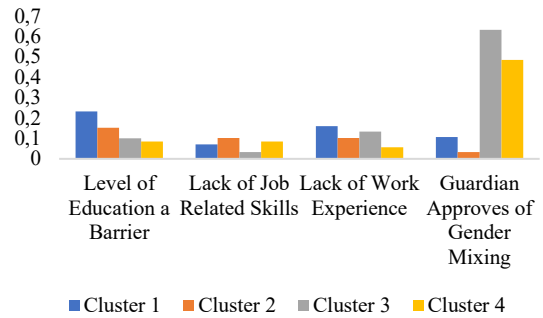 0,7
0,6
0,5
0,4
0,3
0,2
0,1
0
Level of Education a Barrier
Lack of Job Related Skills
Lack of Work Experience
Guardian Approves of Gender Mixing
Cluster 1 Cluster 2 Cluster 3 Cluster 4